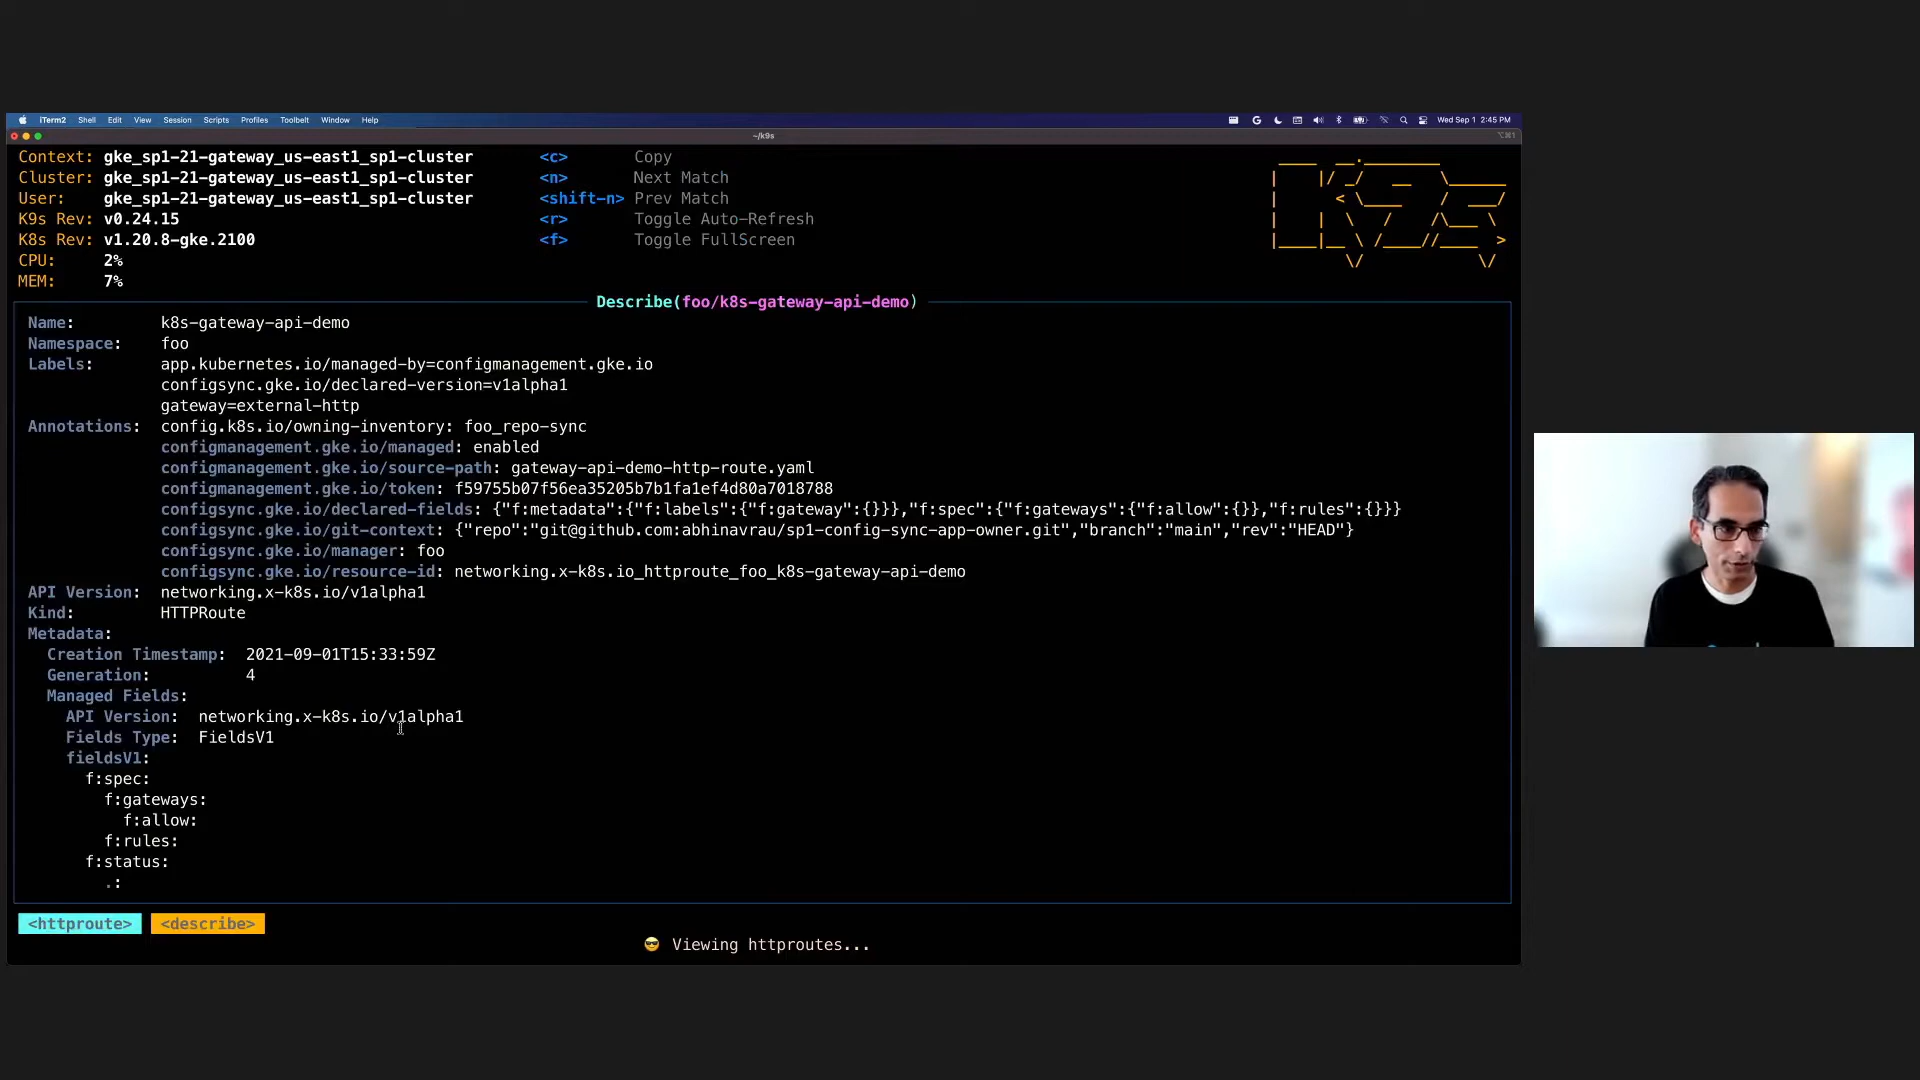 iTerm2 Shell Edit View Session Scripts Profiles Toolbelt Window Help Wed Sep 1 2:45 PM
~/k9s
Context: gke_sp1-21-gateway_us-east1_sp1-cluster <c> Copy
Cluster: gke_sp1-21-gateway_us-east1_sp1-cluster <n> Next Match
User: gke_sp1-21-gateway_us-east1_sp1-cluster <shift-n> Prev Match
K9s Rev: v0.24.15 <r> Toggle Auto-Refresh
K8s Rev: v1.20.8-gke.2100 <f> Toggle FullScreen
CPU: 2%
MEM: 7%
K9s
Describe(foo/k8s-gateway-api-demo)
Name: k8s-gateway-api-demo
Namespace: foo
Labels: app.kubernetes.io/managed-by=configmanagement.gke.io
configsync.gke.io/declared-version=v1alpha1
gateway=external-http
Annotations: config.k8s.io/owning-inventory: foo_repo-sync
configmanagement.gke.io/managed: enabled
configmanagement.gke.io/source-path: gateway-api-demo-http-route.yaml
configmanagement.gke.io/token: f59755b07f56ea35205b7b1fa1ef4d80a7018788
configsync.gke.io/declared-fields: {"f:metadata":{"f:labels":{"f:gateway":{}}},"f:spec":{"f:gateways":{"f:allow":{}},"f:rules":{}}}
configsync.gke.io/git-context: {"repo":"git@github.com:abhinavrau/sp1-config-sync-app-owner.git","branch":"main","rev":"HEAD"}
configsync.gke.io/manager: foo
configsync.gke.io/resource-id: networking.x-k8s.io_httproute_foo_k8s-gateway-api-demo
API Version: networking.x-k8s.io/v1alpha1
Kind: HTTPRoute
Metadata:
Creation Timestamp: 2021-09-01T15:33:59Z
Generation: 4
Managed Fields:
API Version: networking.x-k8s.io/v1alpha1
Fields Type: FieldsV1
fieldsV1:
f:spec:
f:gateways:
f:allow:
f:rules:
f:status:
.:
<httproute> <describe>
Viewing httproutes...